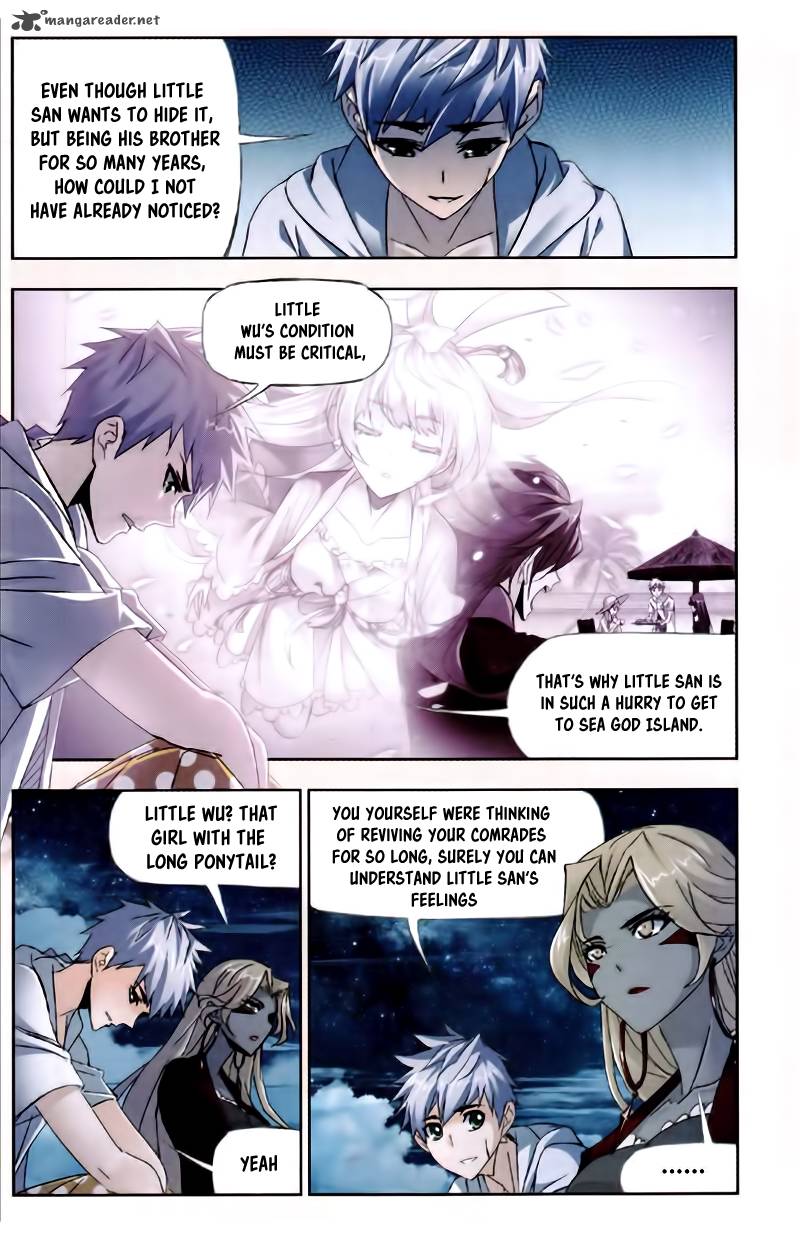 mangareader.net
EVEN THOUGH LITTLE
SAN WANTS TO HIDE IT,
BUT BEING HIS BROTHER
FOR SO MANY YEARS,
HOW COULD I NOT
HAVE ALREADY NOTICED?
LITTLE
WU'S CONDITION
MUST BE CRITICAL,
THAT'S WHY LITTLE SAN IS
IN SUCH A HURRY TO GET
TO SEA GOD ISLAND.
LITTLE WU? THAT
GIRL WITH THE
LONG PONYTAIL?
YEAH
YOU YOURSELF WERE THINKING
OF REVIVING YOUR COMRADES
FOR SO LONG, SURELY YOU CAN
UNDERSTAND LITTLE SAN'S
FEELINGS
......